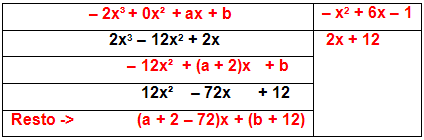 – 2x³ + 0x² + ax + b – x² + 6x – 1
2x³ – 12x² + 2x 2x + 12
– 12x² + (a + 2)x + b
12x² – 72x + 12
Resto -> (a + 2 – 72)x + (b + 12)